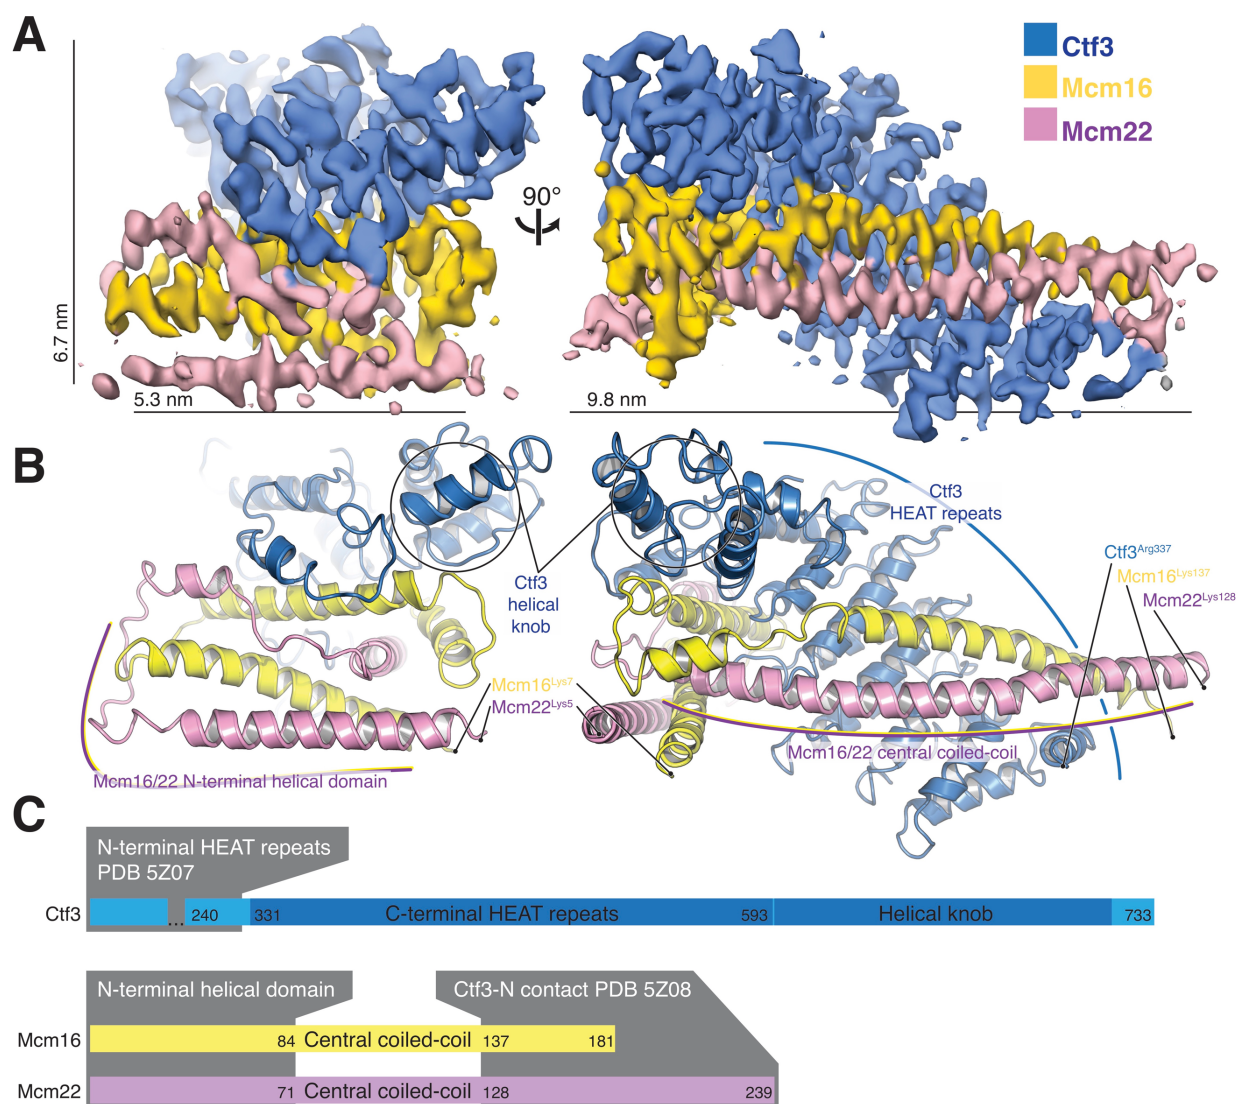 A
Ctf3
Mcm16
Mcm22
90°
6.7 nm
5.3 nm
9.8 nm
B
Ctf3
HEAT repeats
Ctf3Arg337
Mcm16Lys137
Mcm22Lys128
Ctf3
helical
knob
Mcm16Lys7
Mcm22Lys5
Mcm16/22 central coiled-coil
Mcm16/22 N-terminal helical domain
C
N-terminal HEAT repeats
PDB 5Z07
Ctf3 ... 240 331 C-terminal HEAT repeats 593 Helical knob 733
N-terminal helical domain Ctf3-N contact PDB 5Z08
Mcm16 84 Central coiled-coil 137 181
Mcm22 71 Central coiled-coil 128 239